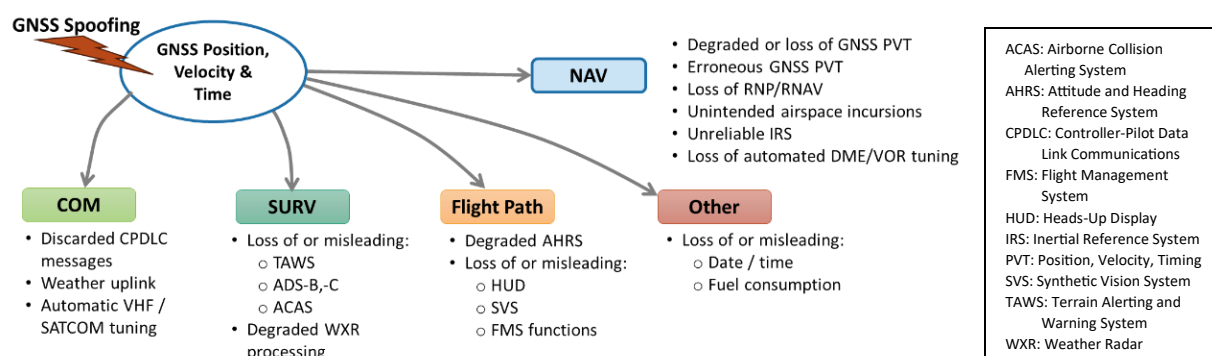 GNSS Spoofing
GNSS Position,
Velocity &
Time
NAV
• Degraded or loss of GNSS PVT
• Erroneous GNSS PVT
• Loss of RNP/RNAV
• Unintended airspace incursions
• Unreliable IRS
• Loss of automated DME/VOR tuning
COM
• Discarded CPDLC
messages
• Weather uplink
• Automatic VHF /
SATCOM tuning
SURV
• Loss of or misleading:
o TAWS
o ADS-B,-C
o ACAS
• Degraded WXR
processing
Flight Path
• Degraded AHRS
• Loss of or misleading:
o HUD
o SVS
o FMS functions
Other
• Loss of or misleading:
o Date / time
o Fuel consumption
ACAS: Airborne Collision
Alerting System
AHRS: Attitude and Heading
Reference System
CPDLC: Controller-Pilot Data
Link Communications
FMS: Flight Management
System
HUD: Heads-Up Display
IRS: Inertial Reference System
PVT: Position, Velocity, Timing
SVS: Synthetic Vision System
TAWS: Terrain Alerting and
Warning System
WXR: Weather Radar